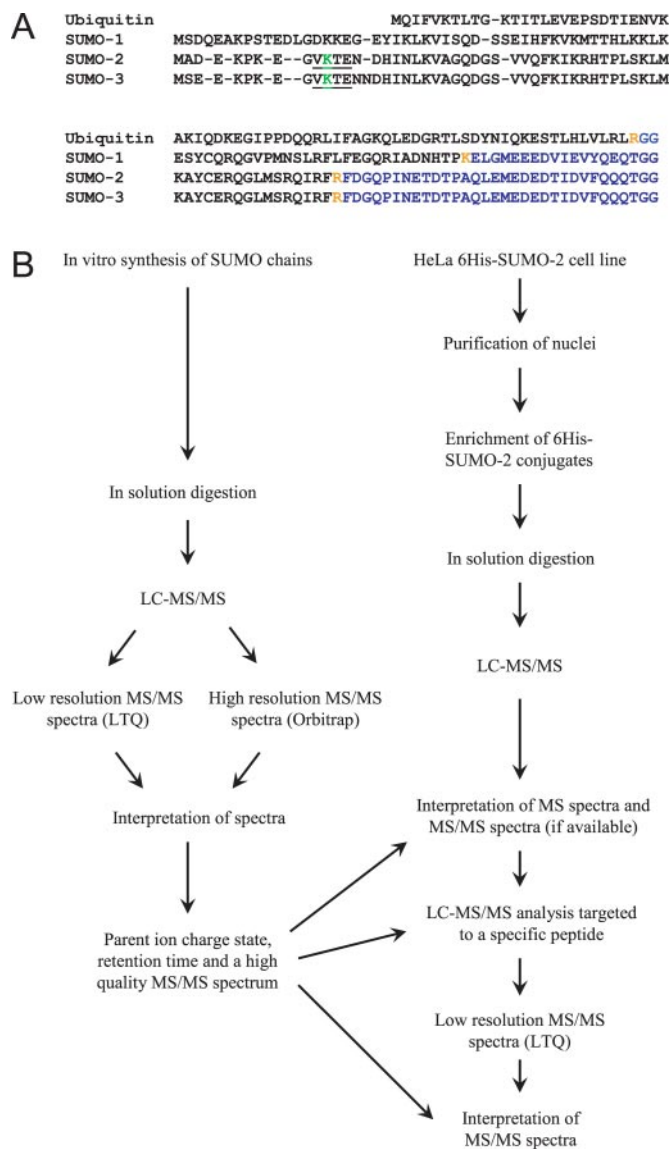 A
Ubiquitin MQIFVKTLTG-KTITLEVEPSDTIENVK
SUMO-1 MSDQEAKPSTEDLGDKKEG-EYIKLKVISQD-SSEIHFKVKMTTHLKKLK
SUMO-2 MAD-E-KPK-E--GVKTEN-DHINLKVAGQDGS-VVQFKIKRHTPLSKLM
SUMO-3 MSE-E-KPK-E--GVKTENNDHINLKVAGQDGS-VVQFKIKRHTPLSKLM
Ubiquitin AKIQDKEGIPPDQQRLIFAGKQLEDGRTLSDYNIQKESTLHLVLRLRGG
SUMO-1 ESYCQRQGVPMNSLRFLFEGQRIADNHTPKELGMEEEDVIEVYQEQTGG
SUMO-2 KAYCERQGLSMRQIRFRFDGQPINETDTPAQLEMEDEDTIDVFQQQTGG
SUMO-3 KAYCERQGLMSRQIRFRFDGQPINETDTPAQLEMEDEDTIDVFQQQTGG
B
In vitro synthesis of SUMO chains
In solution digestion
LC-MS/MS
Low resolution MS/MS
spectra (LTQ)
High resolution MS/MS
spectra (Orbitrap)
Interpretation of spectra
Parent ion charge state,
retention time and a high
quality MS/MS spectrum
HeLa 6His-SUMO-2 cell line
Purification of nuclei
Enrichment of 6His-
SUMO-2 conjugates
In solution digestion
LC-MS/MS
Interpretation of MS spectra and
MS/MS spectra (if available)
LC-MS/MS analysis targeted
to a specific peptide
Low resolution MS/MS
spectra (LTQ)
Interpretation of
MS/MS spectra